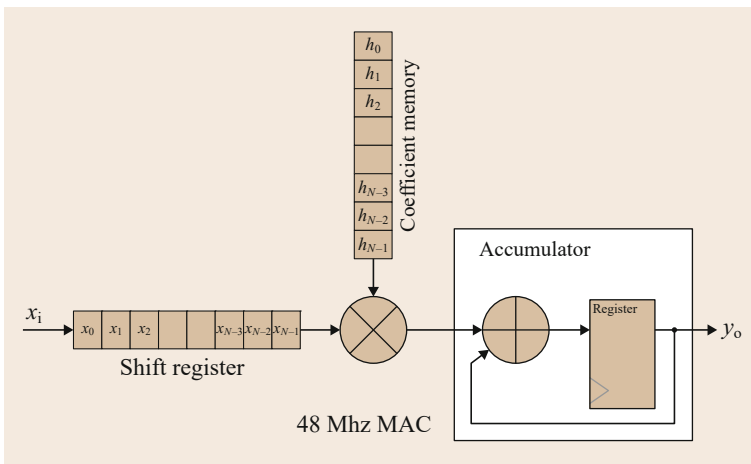 h0
h1
h2
hN–3
hN–2
hN–1
Coefficient memory
Accumulator
xi
x0 x1 x2 xN–3 xN–2 xN–1
Register
yo
Shift register
48 Mhz MAC